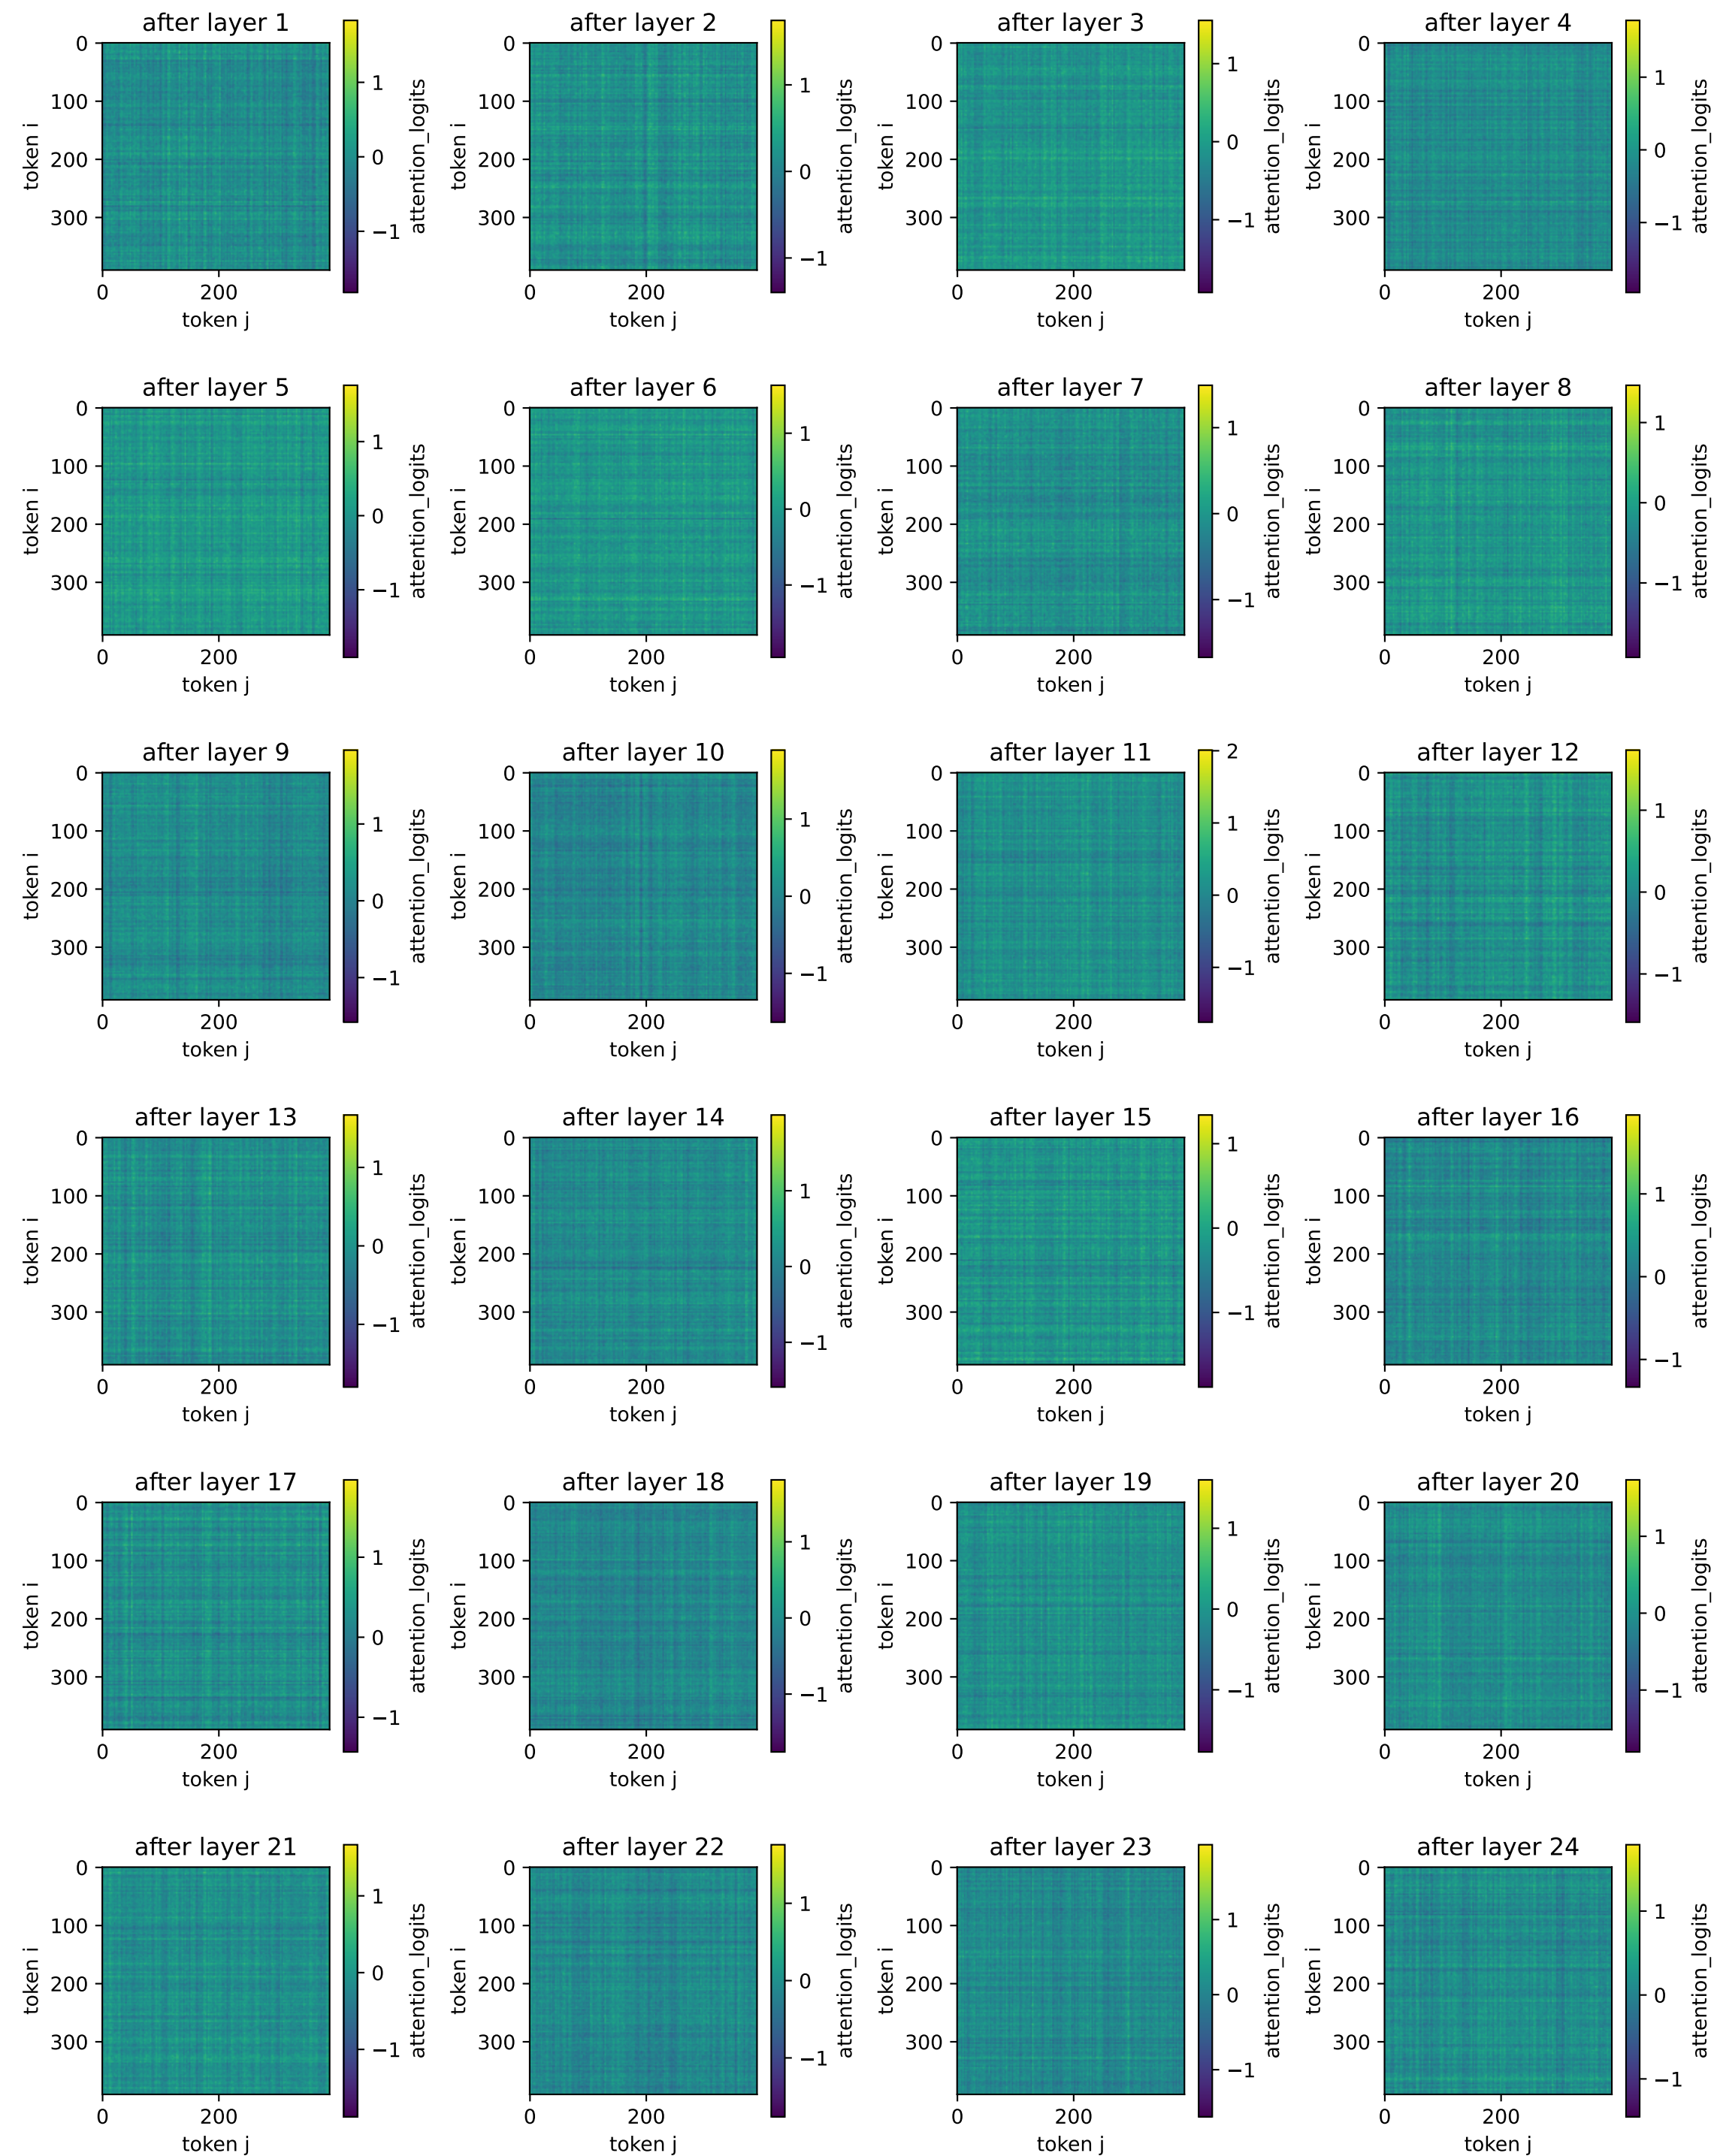 after layer 1 after layer 2 after layer 3 after layer 4
0 0 0 0
1 1 1 1
100 100 100 100
token i attention_logits token i attention_logits token i attention_logits token i attention_logits
0 0 0 0
200 200 200 200
300 300 300 300
−1 −1 −1 −1
0 200 0 200 0 200 0 200
token j token j token j token j
after layer 5 after layer 6 after layer 7 after layer 8
0 0 0 0
1 1 1 1
100 100 100 100
token i attention_logits token i attention_logits token i attention_logits token i attention_logits
0 0 0 0
200 200 200 200
300 300 300 300
−1 −1 −1 −1
0 200 0 200 0 200 0 200
token j token j token j token j
after layer 9 after layer 10 after layer 11 after layer 12
0 0 0 2 0
1 1 1 1
100 100 100 100
token i attention_logits token i attention_logits token i attention_logits token i attention_logits
0 0 0 0
200 200 200 200
300 300 300 300
−1 −1 −1 −1
0 200 0 200 0 200 0 200
token j token j token j token j
after layer 13 after layer 14 after layer 15 after layer 16
0 0 0 0
1 1 1 1
100 100 100 100
token i attention_logits token i attention_logits token i attention_logits token i attention_logits
0 0 0 0
200 200 200 200
300 300 300 300
−1 −1 −1 −1
0 200 0 200 0 200 0 200
token j token j token j token j
after layer 17 after layer 18 after layer 19 after layer 20
0 0 0 0
1 1 1 1
100 100 100 100
token i attention_logits token i attention_logits token i attention_logits token i attention_logits
0 0 0 0
200 200 200 200
300 300 300 300
−1 −1 −1 −1
0 200 0 200 0 200 0 200
token j token j token j token j
after layer 21 after layer 22 after layer 23 after layer 24
0 0 0 0
1 1 1 1
100 100 100 100
token i attention_logits token i attention_logits token i attention_logits token i attention_logits
0 0 0 0
200 200 200 200
300 300 300 300
−1 −1 −1 −1
0 200 0 200 0 200 0 200
token j token j token j token j